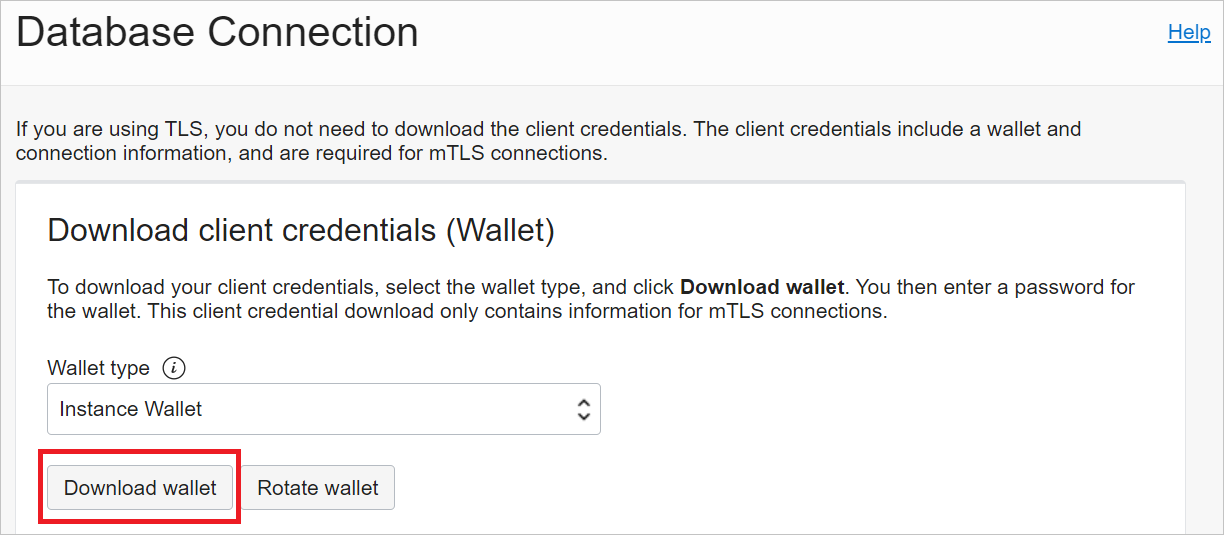 Database Connection
Help
If you are using TLS, you do not need to download the client credentials. The client credentials include a wallet and
connection information, and are required for mTLS connections.
Download client credentials (Wallet)
To download your client credentials, select the wallet type, and click Download wallet. You then enter a password for
the wallet. This client credential download only contains information for mTLS connections.
Wallet type i
Instance Wallet
Download wallet Rotate wallet